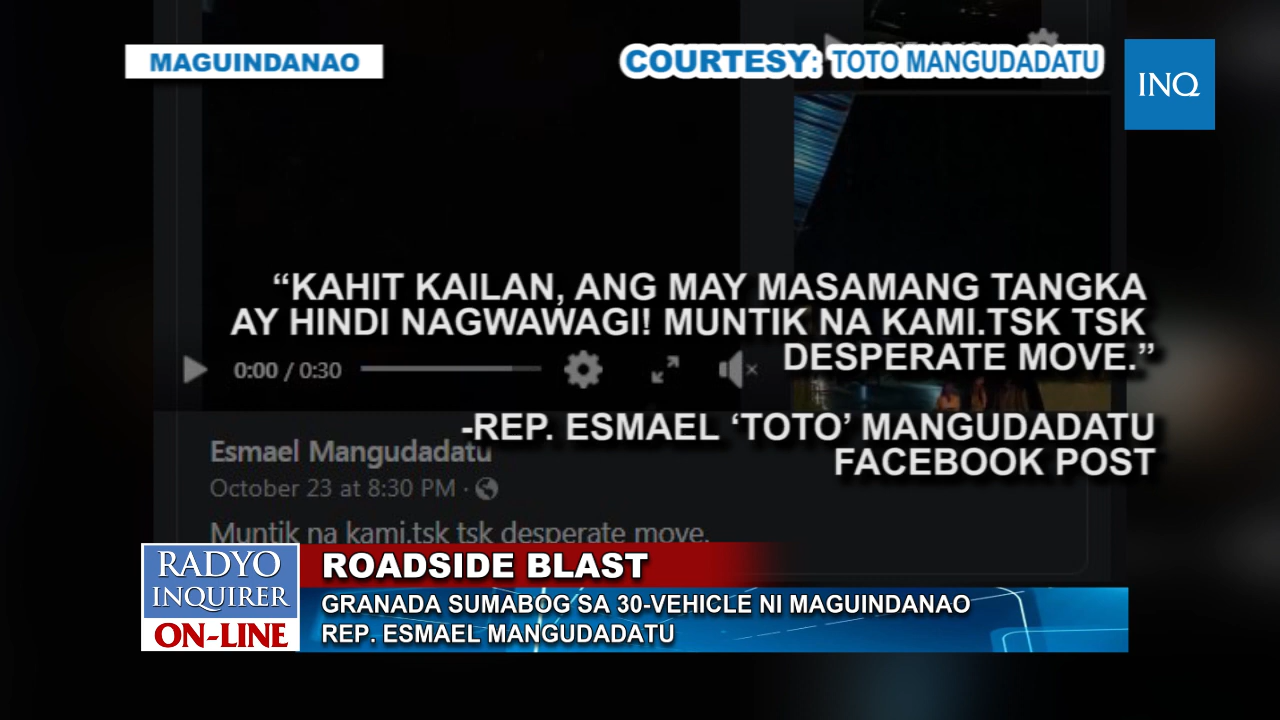 MAGUINDANAO
COURTESY: TOTO MANGUDADATU
INQ
“KAHIT KAILAN, ANG MAY MASAMANG TANGKA
AY HINDI NAGWAWAGI! MUNTIK NA KAMI.TSK TSK
DESPERATE MOVE.”
0:00 / 0:30
-REP. ESMAEL ‘TOTO’ MANGUDADATU
FACEBOOK POST
Esmael Mangudadatu
October 23 at 8:30 PM ·
Muntik na kami.tsk tsk desperate move.
RADYO
INQUIRER
ON-LINE
ROADSIDE BLAST
GRANADA SUMABOG SA 30-VEHICLE NI MAGUINDANAO
REP. ESMAEL MANGUDADATU